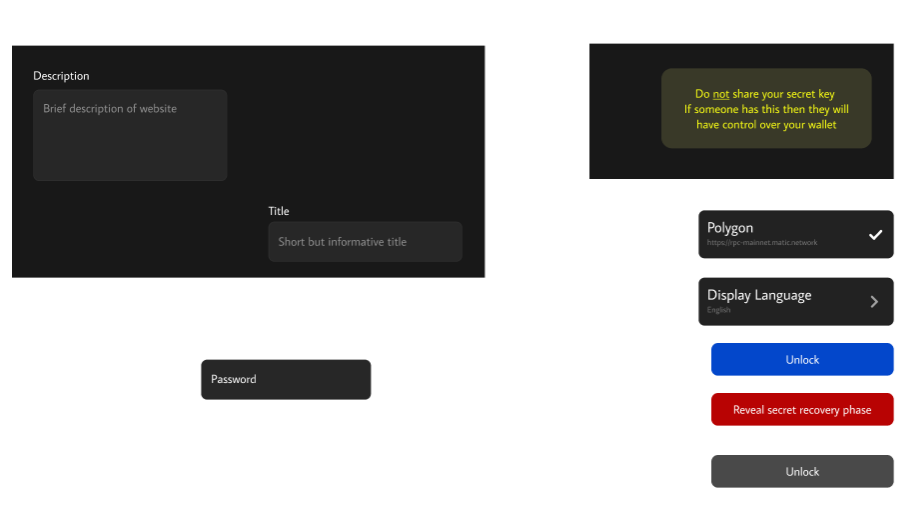 Description
Brief description of website
Title
Short but informative title
Password
Do not share your secret key
If someone has this then they will
have control over your wallet
Polygon
https://rpc-mainnet.matic.network
Display Language
English
Unlock
Reveal secret recovery phase
Unlock